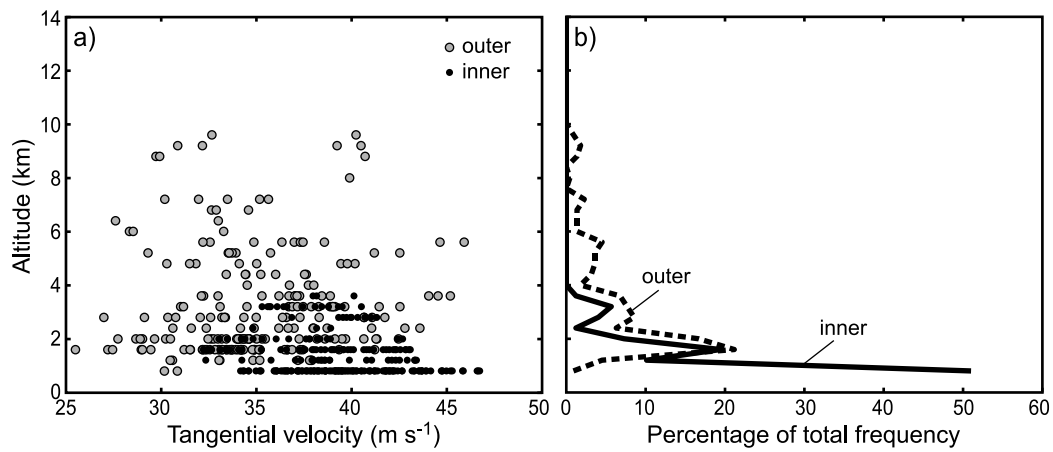 a)
outer
inner
14
12
10
8
6
4
2
0
Altitude (km)
25 30 35 40 45 50
Tangential velocity (m s⁻¹)
b)
outer
inner
0 10 20 30 40 50 60
Percentage of total frequency